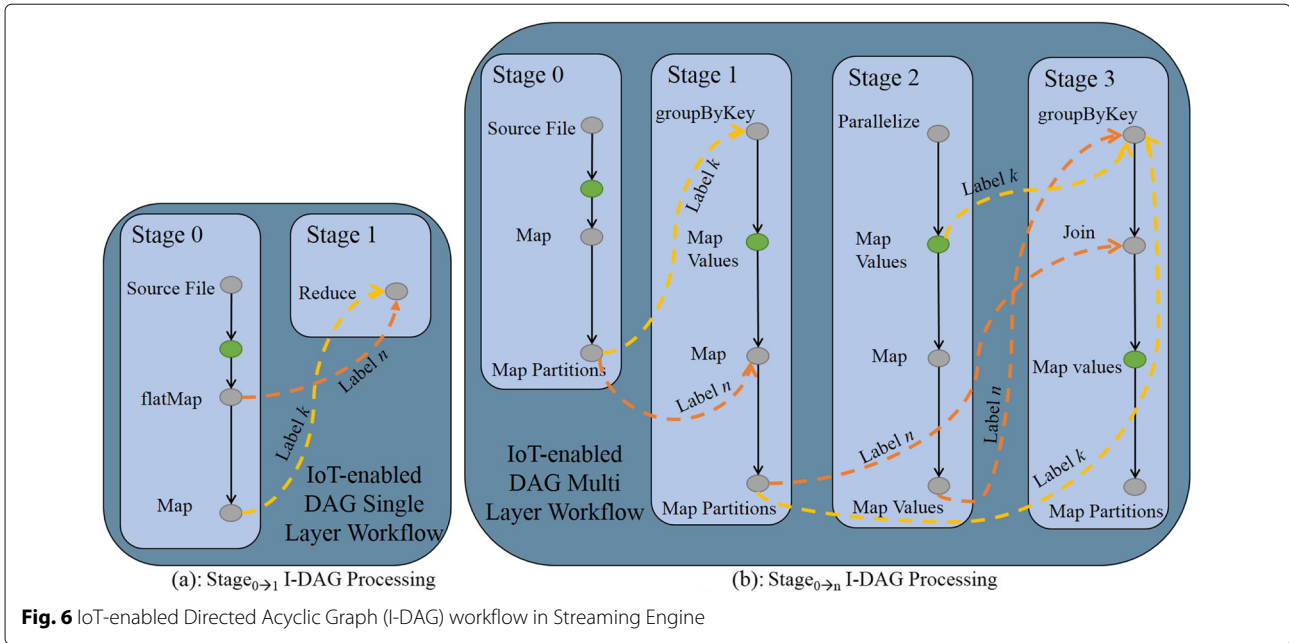 Stage 0
Source File
flatMap
Map
Stage 1
Reduce
Label n
Label k
IoT-enabled
DAG Single
Layer Workflow
(a): Stage0→1 I-DAG Processing
Stage 0
Source File
Map
Map Partitions
Label k
Label n
IoT-enabled
DAG Multi
Layer Workflow
Stage 1
groupByKey
Map
Values
Map
Map Partitions
Label n
Stage 2
Parallelize
Map
Values
Map
Map Values
Label k
Label n
Label k
Stage 3
groupByKey
Join
Map values
Map Partitions
(b): Stage0→n I-DAG Processing
Fig. 6 IoT-enabled Directed Acyclic Graph (I-DAG) workflow in Streaming Engine